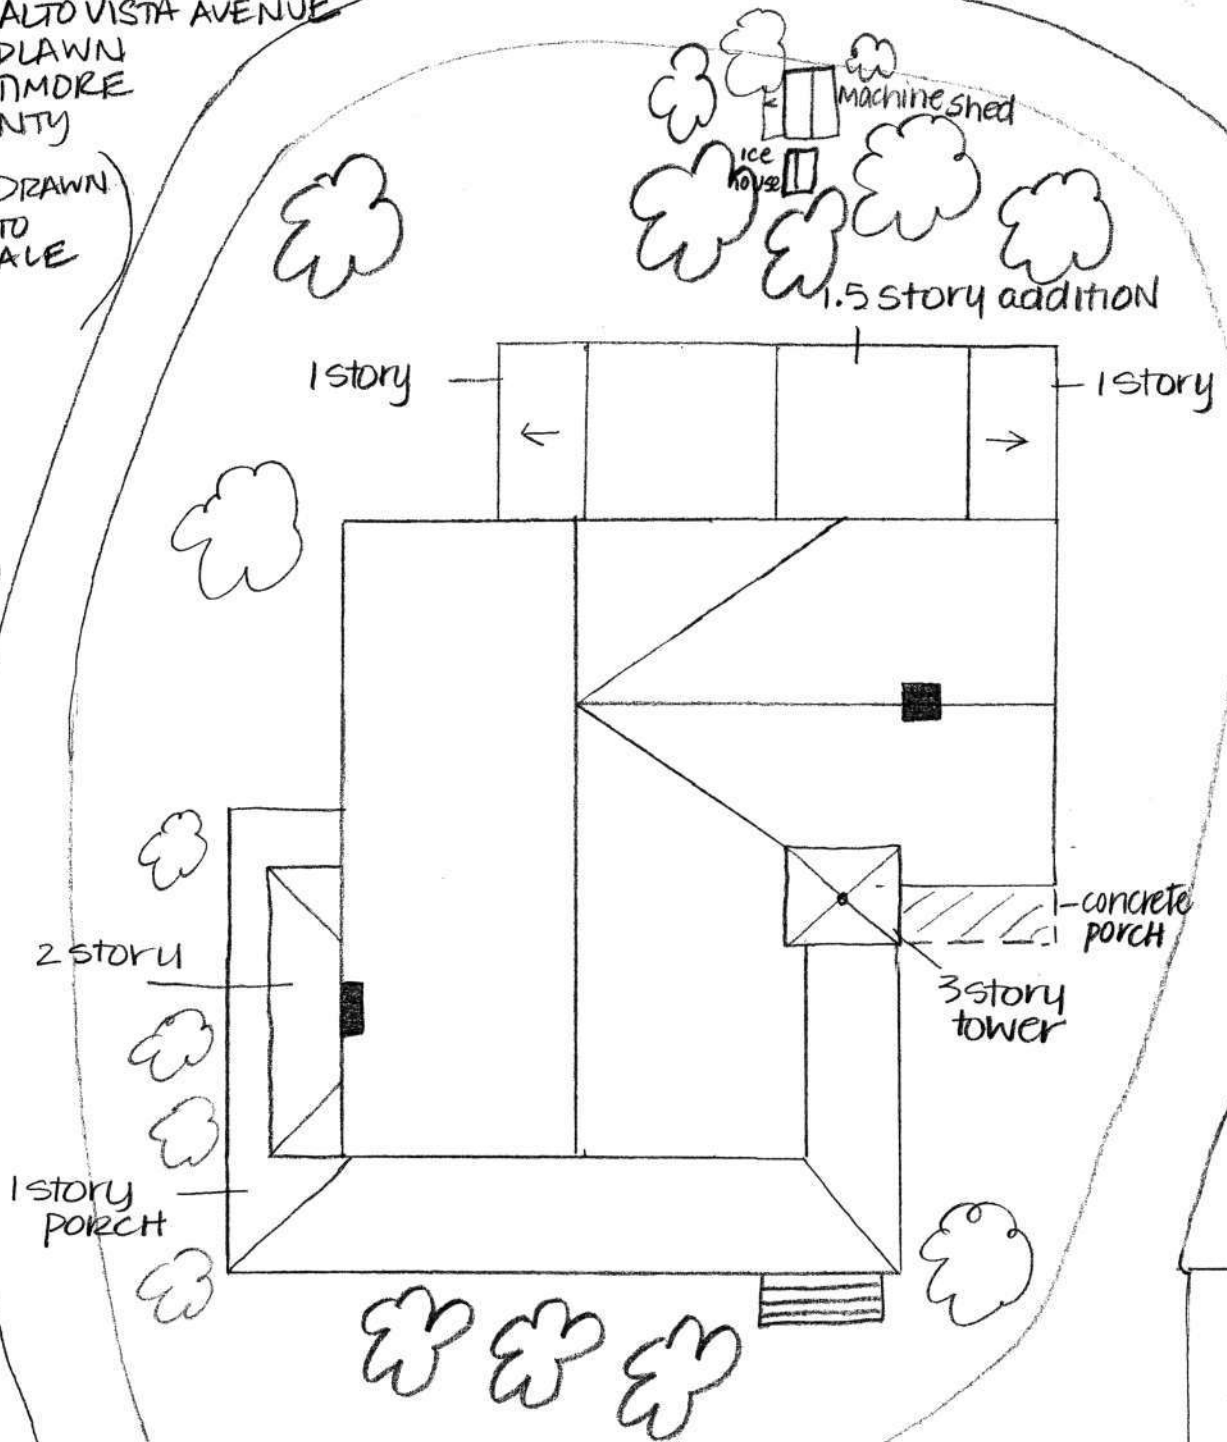 ALTO VISTA AVENUE
DLAWN
TIMORE
NTY
DRAWN
TO
ALE
Machine Shed
ice
house
1.5 story addition
1 story
1 story
concrete
porch
2 story
3 story
tower
1 story
porch